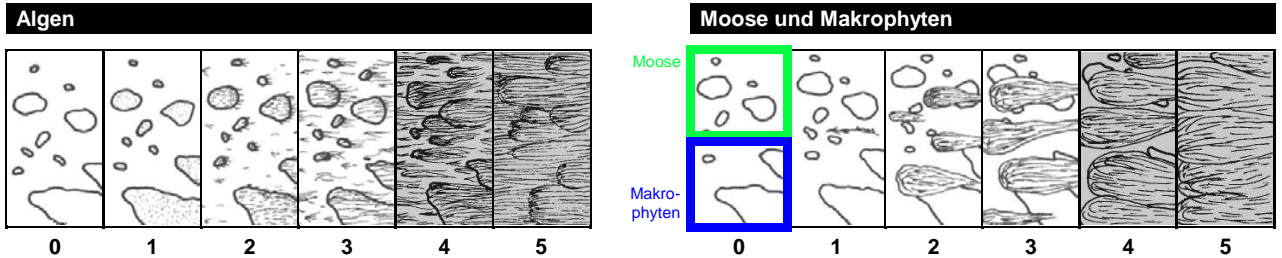 Algen
0 1 2 3 4 5
Moose und Makrophyten
Moose
Makro-
phyten
0 1 2 3 4 5